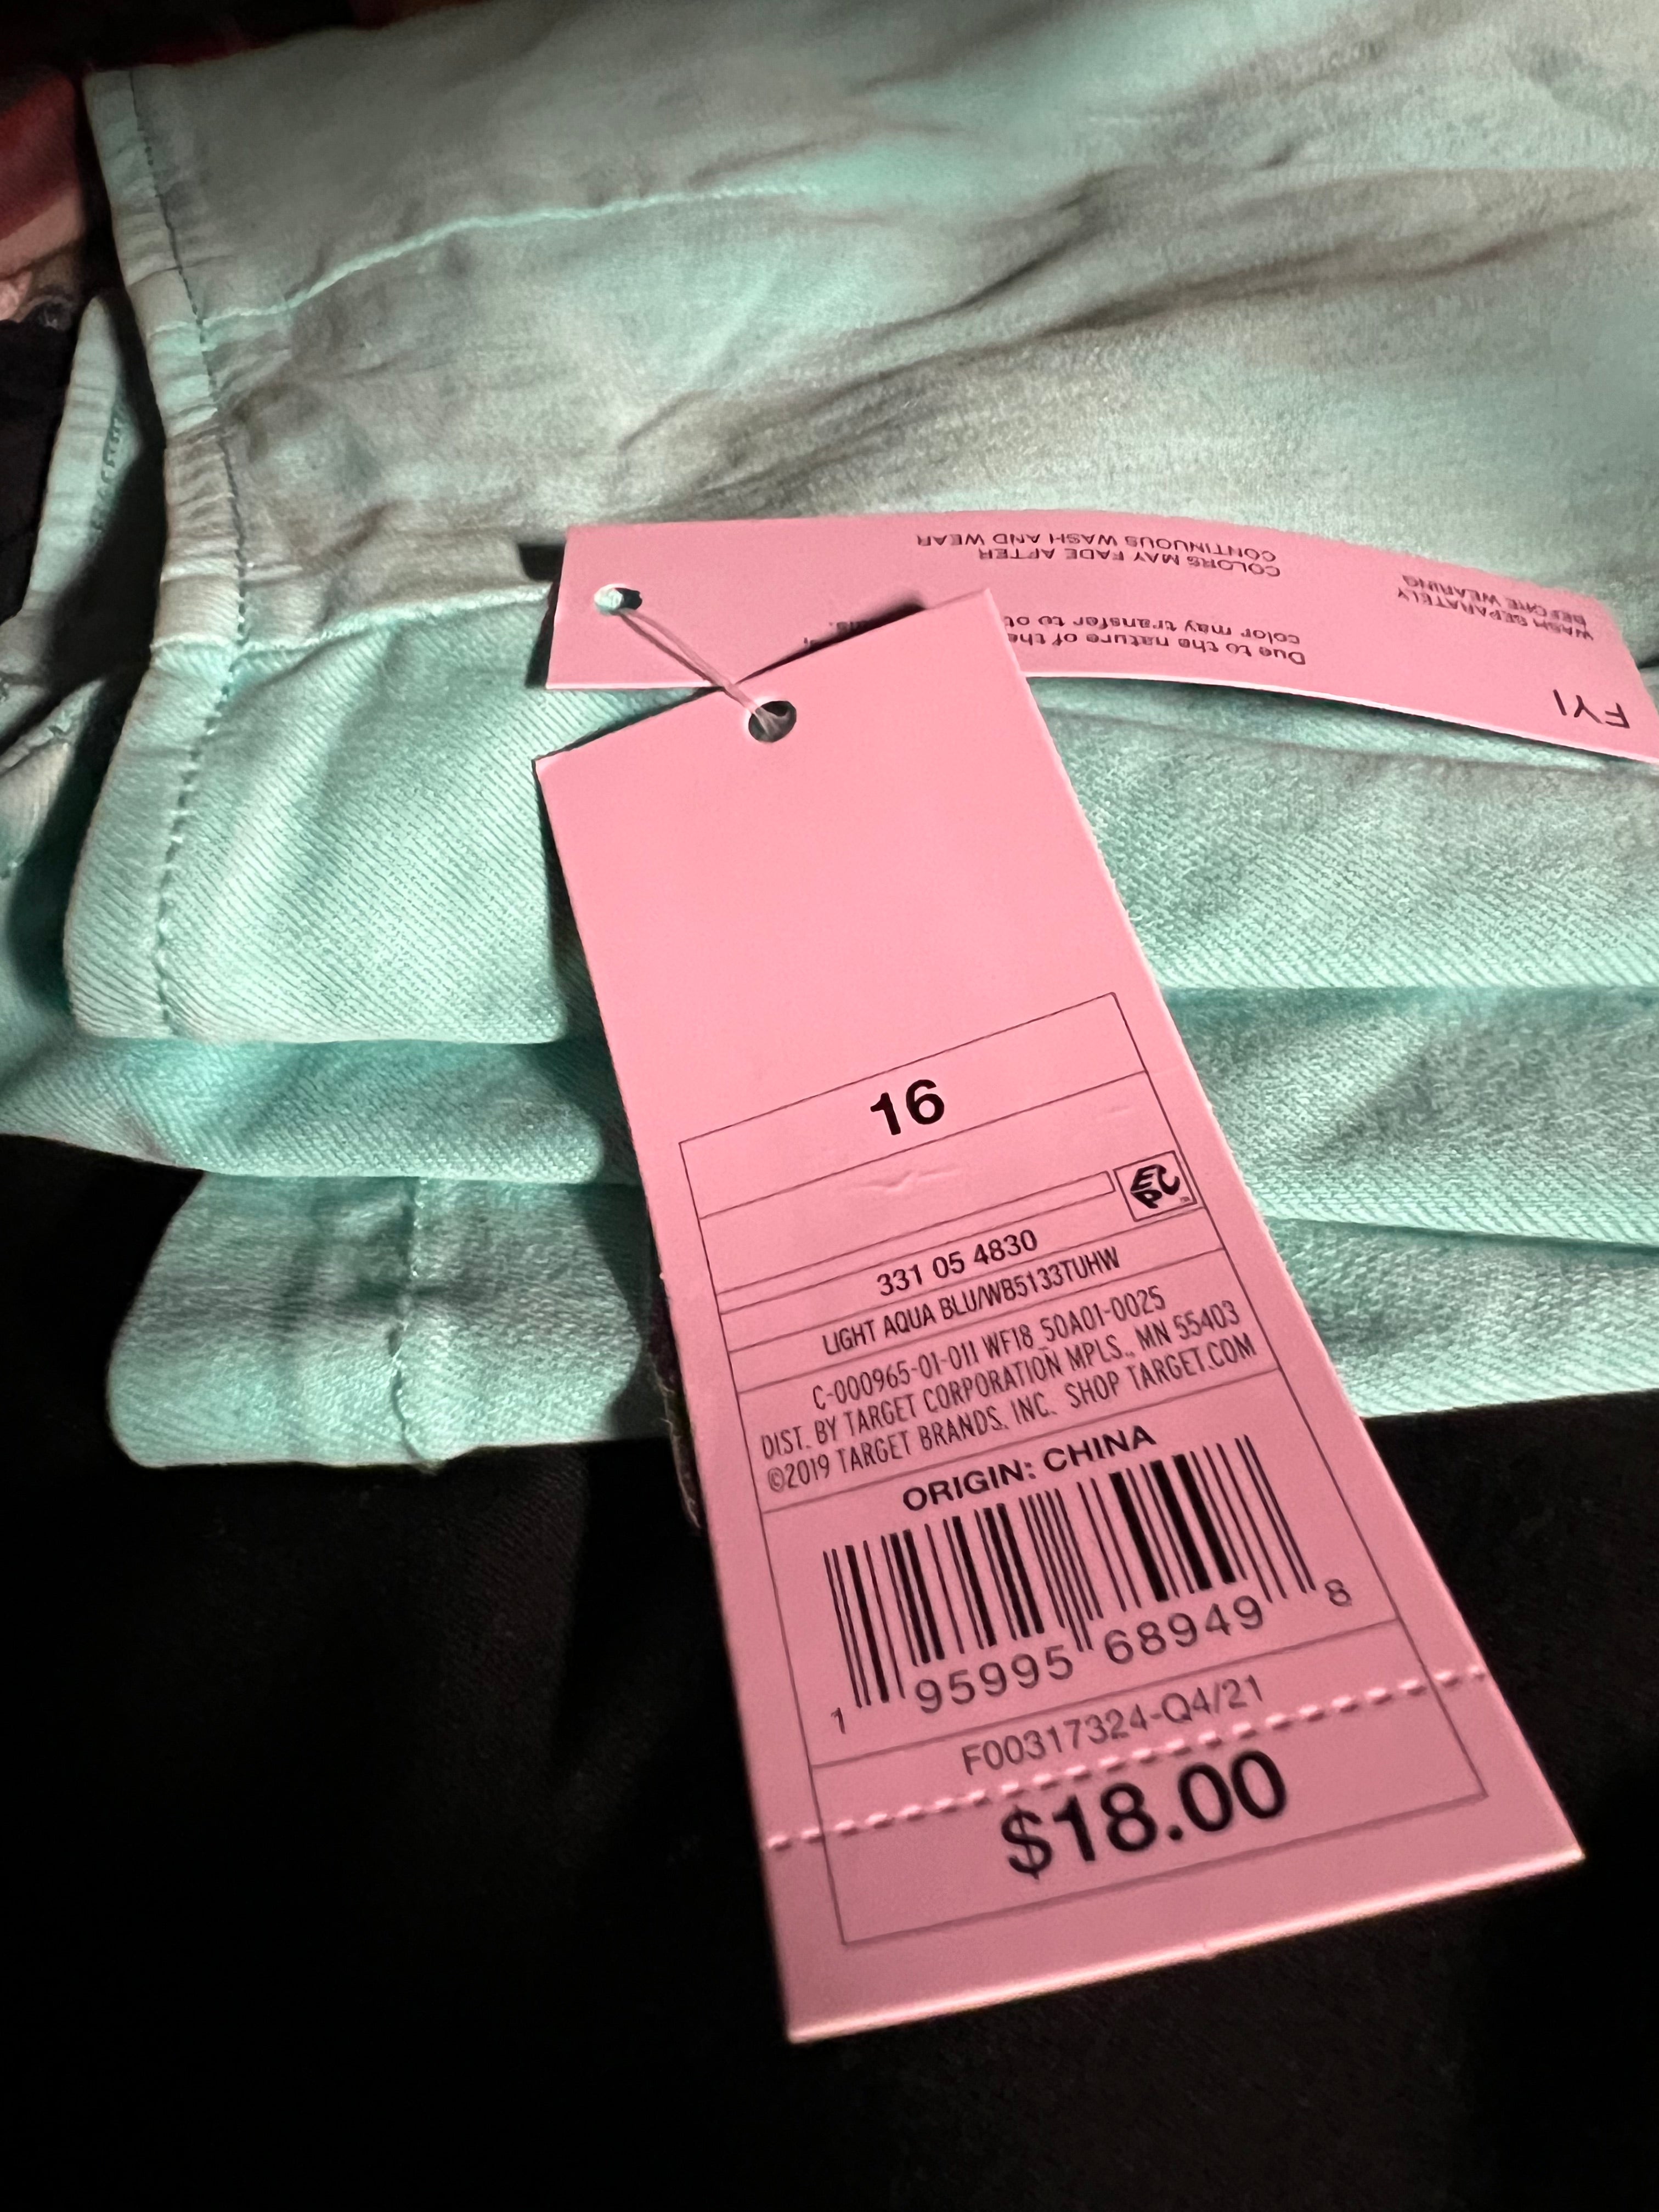 FYI
Due to the nature of the
color may transfer to ot
WASH SEPARATELY
BEFORE WEARING
COLORS MAY FADE AFTER
CONTINUOUS WASH AND WEAR
16
EPC
331 05 4830
LIGHT AQUA BLU/WB5133TUHW
C-000965-01-011 WF18_50A01-0025
DIST. BY TARGET CORPORATION MPLS., MN 55403
©2019 TARGET BRANDS, INC. SHOP TARGET.COM
ORIGIN: CHINA
1 95995 68949 8
F00317324-Q4/21
$18.00